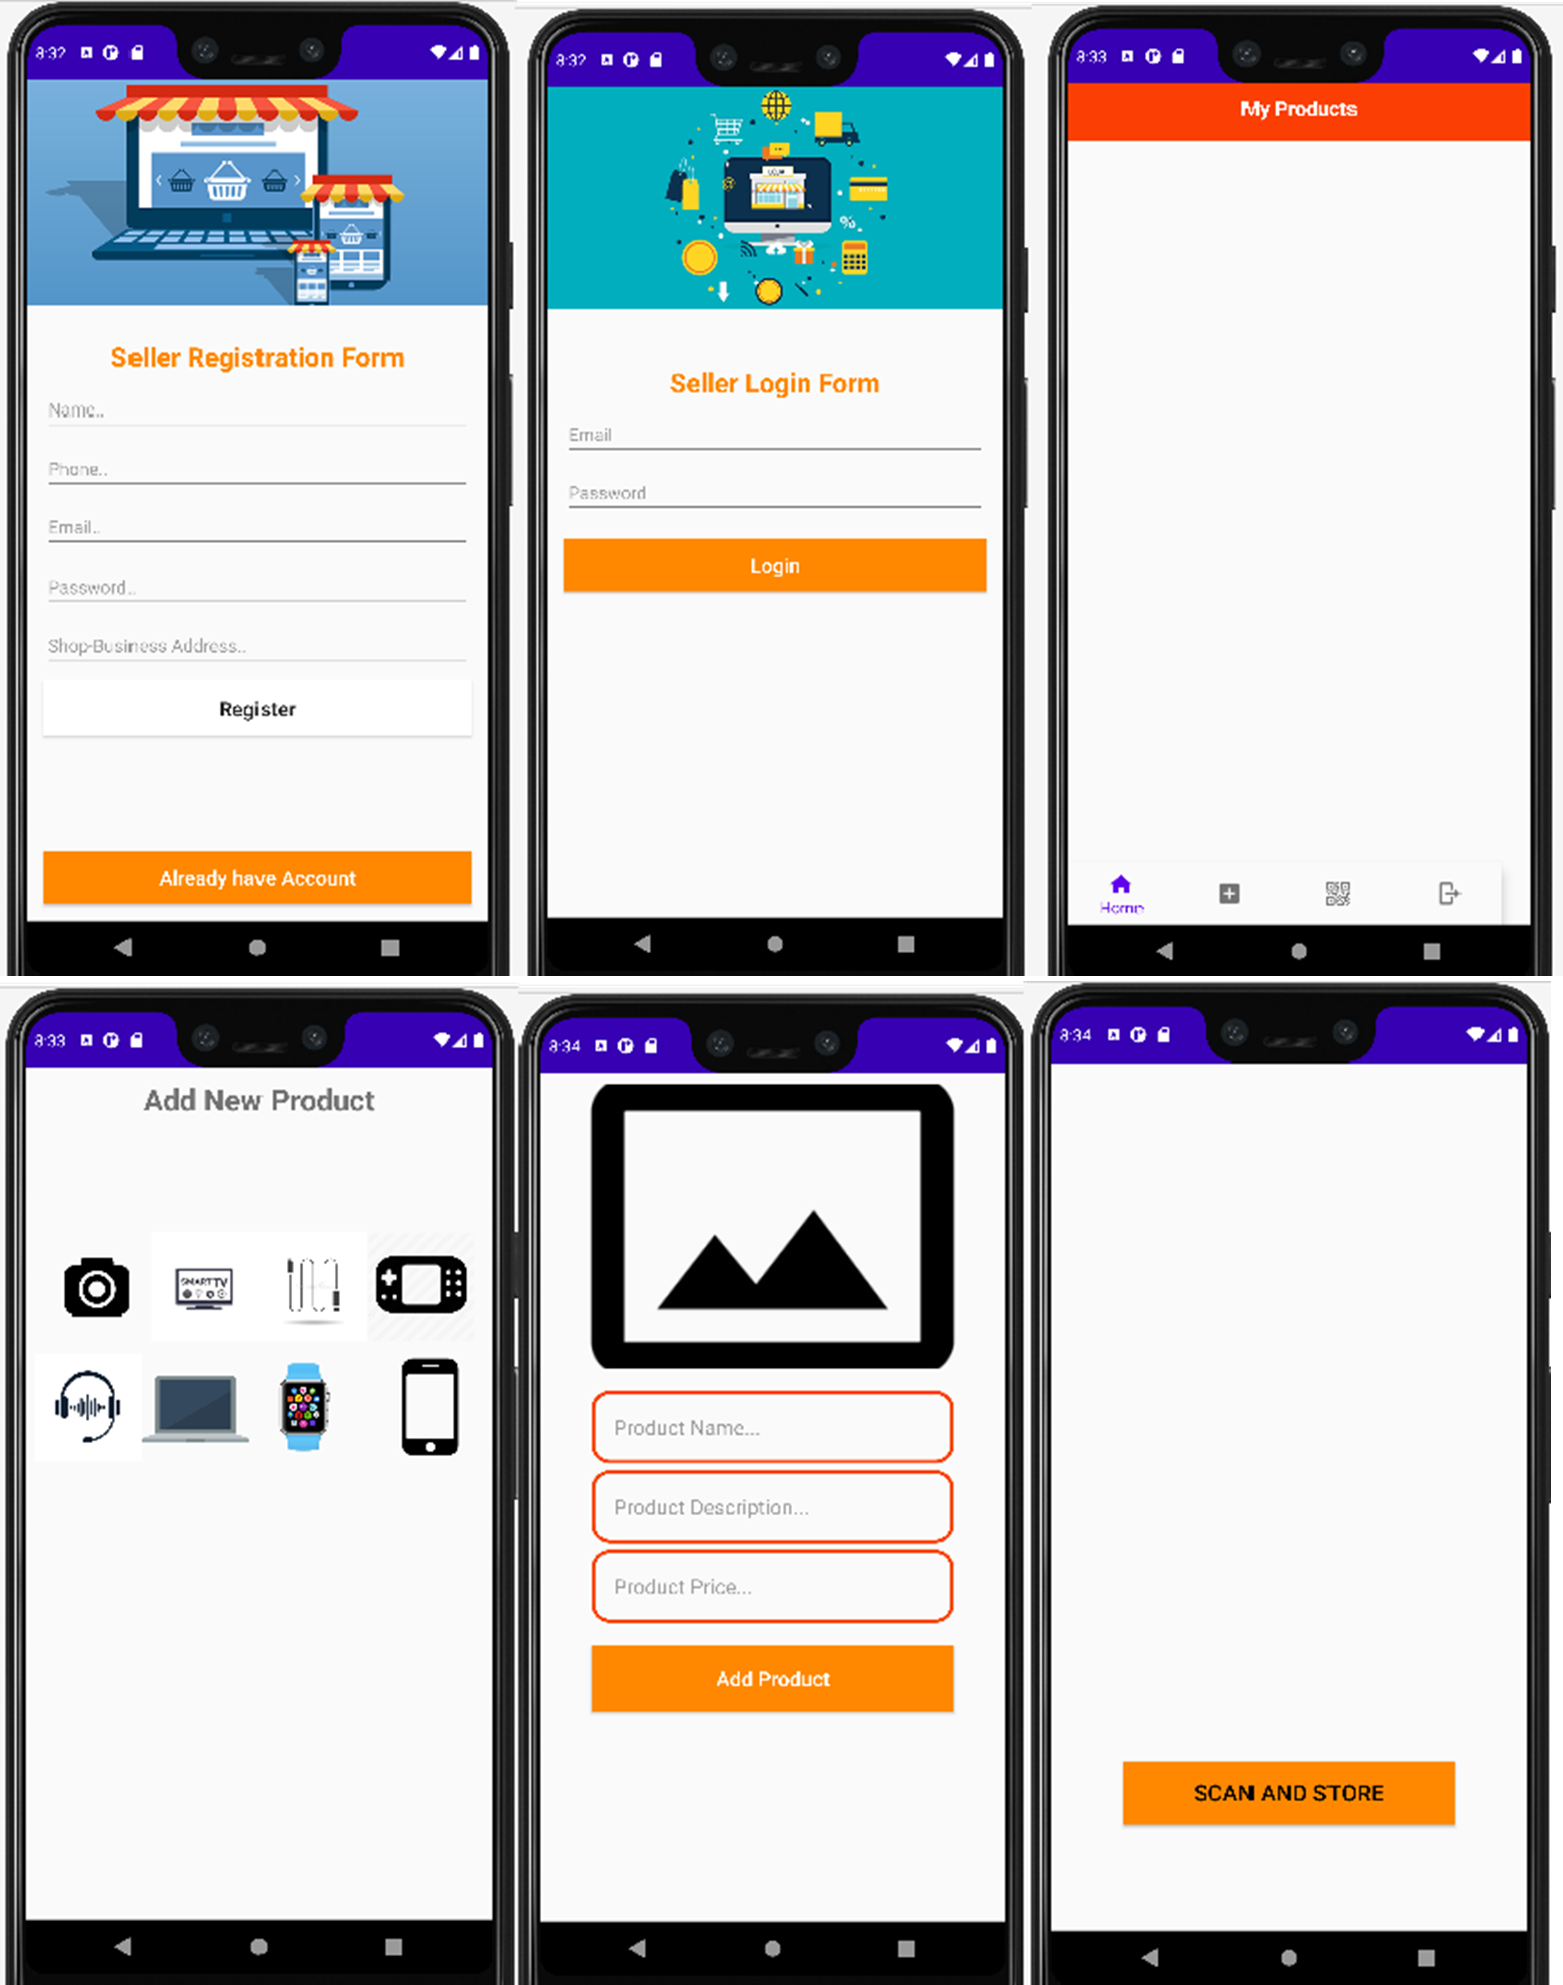 8:32
Seller Registration Form
Name..
Phone..
Email..
Password..
Shop-Business Address..
Register
Already have Account
8:32
%
Seller Login Form
Email
Password
Login
8:33
My Products
Home
8:33
Add New Product
SMART TV
8:34
Product Name...
Product Description...
Product Price...
Add Product
8:34
SCAN AND STORE